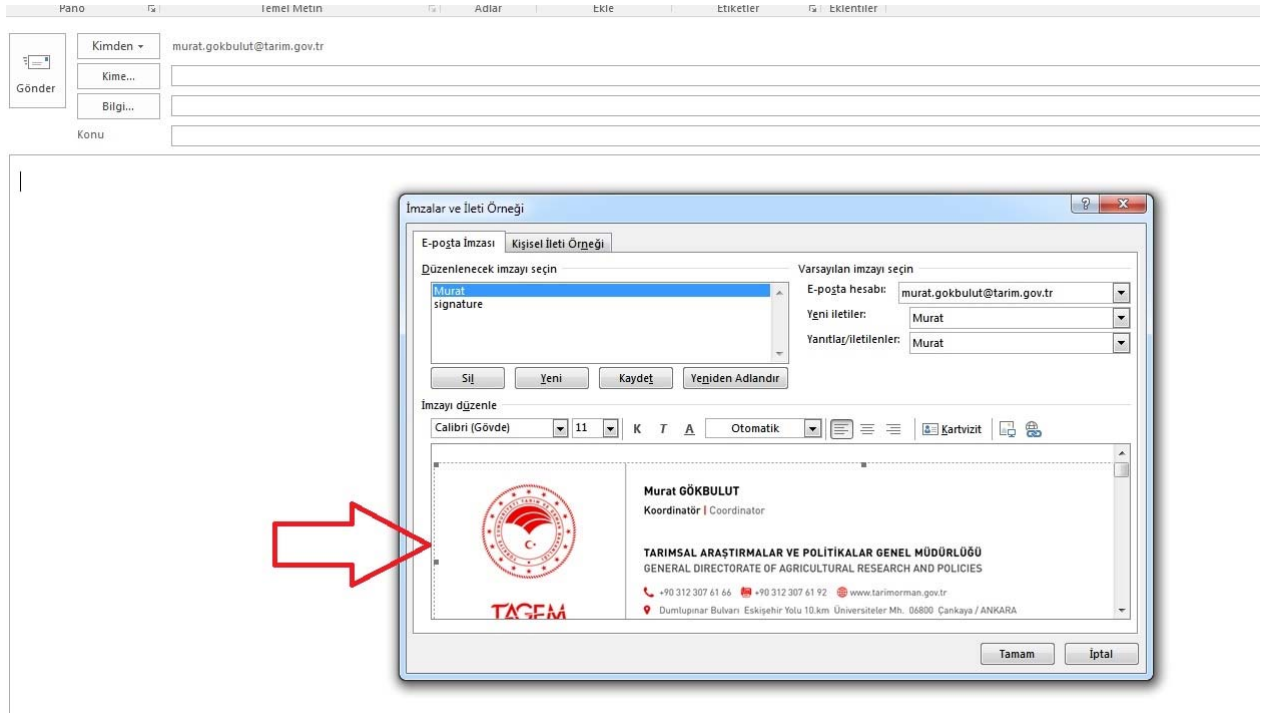 Pano Temel Metin Adlar Ekle Etiketler Eklentiler
Kimden murat.gokbulut@tarim.gov.tr
Gönder
Kime...
Bilgi...
Konu
İmzalar ve İleti Örneği
E-posta İmzası Kişisel İleti Örneği
Düzenlenecek imzayı seçin Varsayılan imzayı seçin
Murat
signature
E-posta hesabı: murat.gokbulut@tarim.gov.tr
Yeni iletiler: Murat
Yanıtlar/iletilenler: Murat
Sil Yeni Kaydet Yeniden Adlandır
İmzayı düzenle
Calibri (Gövde) 11 K T A Otomatik Kartvizit
Murat GÖKBULUT
Koordinatör | Coordinator
TARIMSAL ARAŞTIRMALAR VE POLİTİKALAR GENEL MÜDÜRLÜĞÜ
GENERAL DIRECTORATE OF AGRICULTURAL RESEARCH AND POLICIES
+90 312 307 61 66 +90 312 307 61 92 www.tarimorman.gov.tr
TAGEM
Dumlupınar Bulvarı Eskişehir Yolu 10.km Üniversiteler Mh. 06800 Çankaya / ANKARA
Tamam İptal